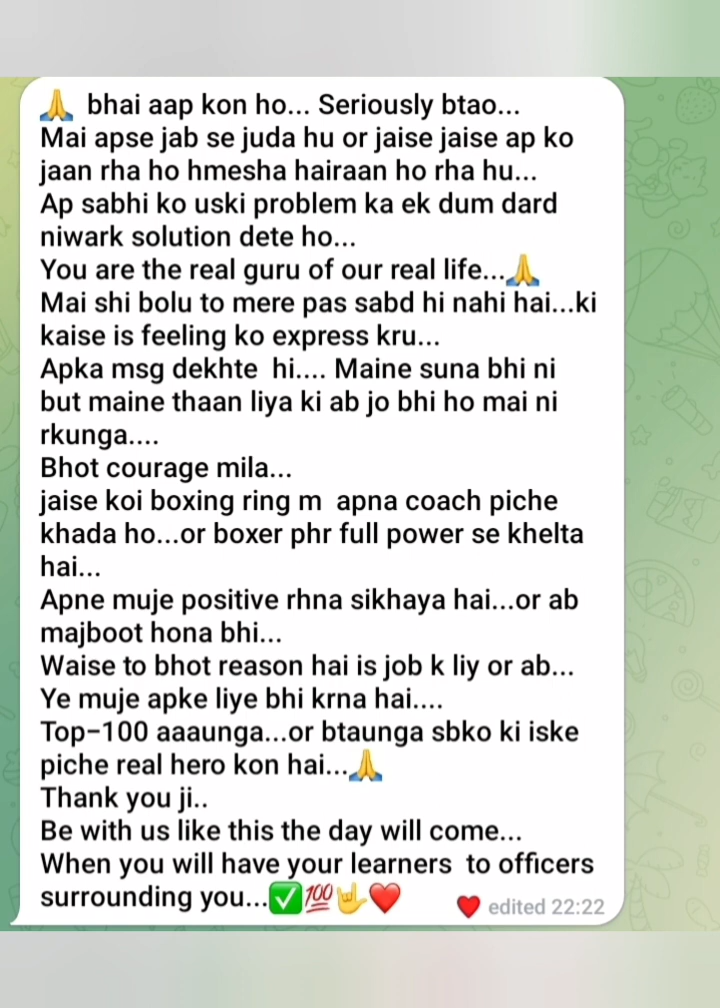 🙏 bhai aap kon ho... Seriously btao...
Mai apse jab se juda hu or jaise jaise ap ko
jaan rha ho hmesha hairaan ho rha hu...
Ap sabhi ko uski problem ka ek dum dard
niwark solution dete ho...
You are the real guru of our real life...🙏
Mai shi bolu to mere pas sabd hi nahi hai...ki
kaise is feeling ko express kru...
Apka msg dekhte  hi.... Maine suna bhi ni
but maine thaan liya ki ab jo bhi ho mai ni
rkunga....
Bhot courage mila...
jaise koi boxing ring m  apna coach piche
khada ho...or boxer phr full power se khelta
hai...
Apne muje positive rhna sikhaya hai...or ab
majboot hona bhi...
Waise to bhot reason hai is job k liy or ab...
Ye muje apke liye bhi krna hai....
Top-100 aaaunga...or btaunga sbko ki iske
piche real hero kon hai...🙏
Thank you ji..
Be with us like this the day will come...
When you will have your learners  to officers
surrounding you...✅💯🤟❤️
❤️ edited 22:22